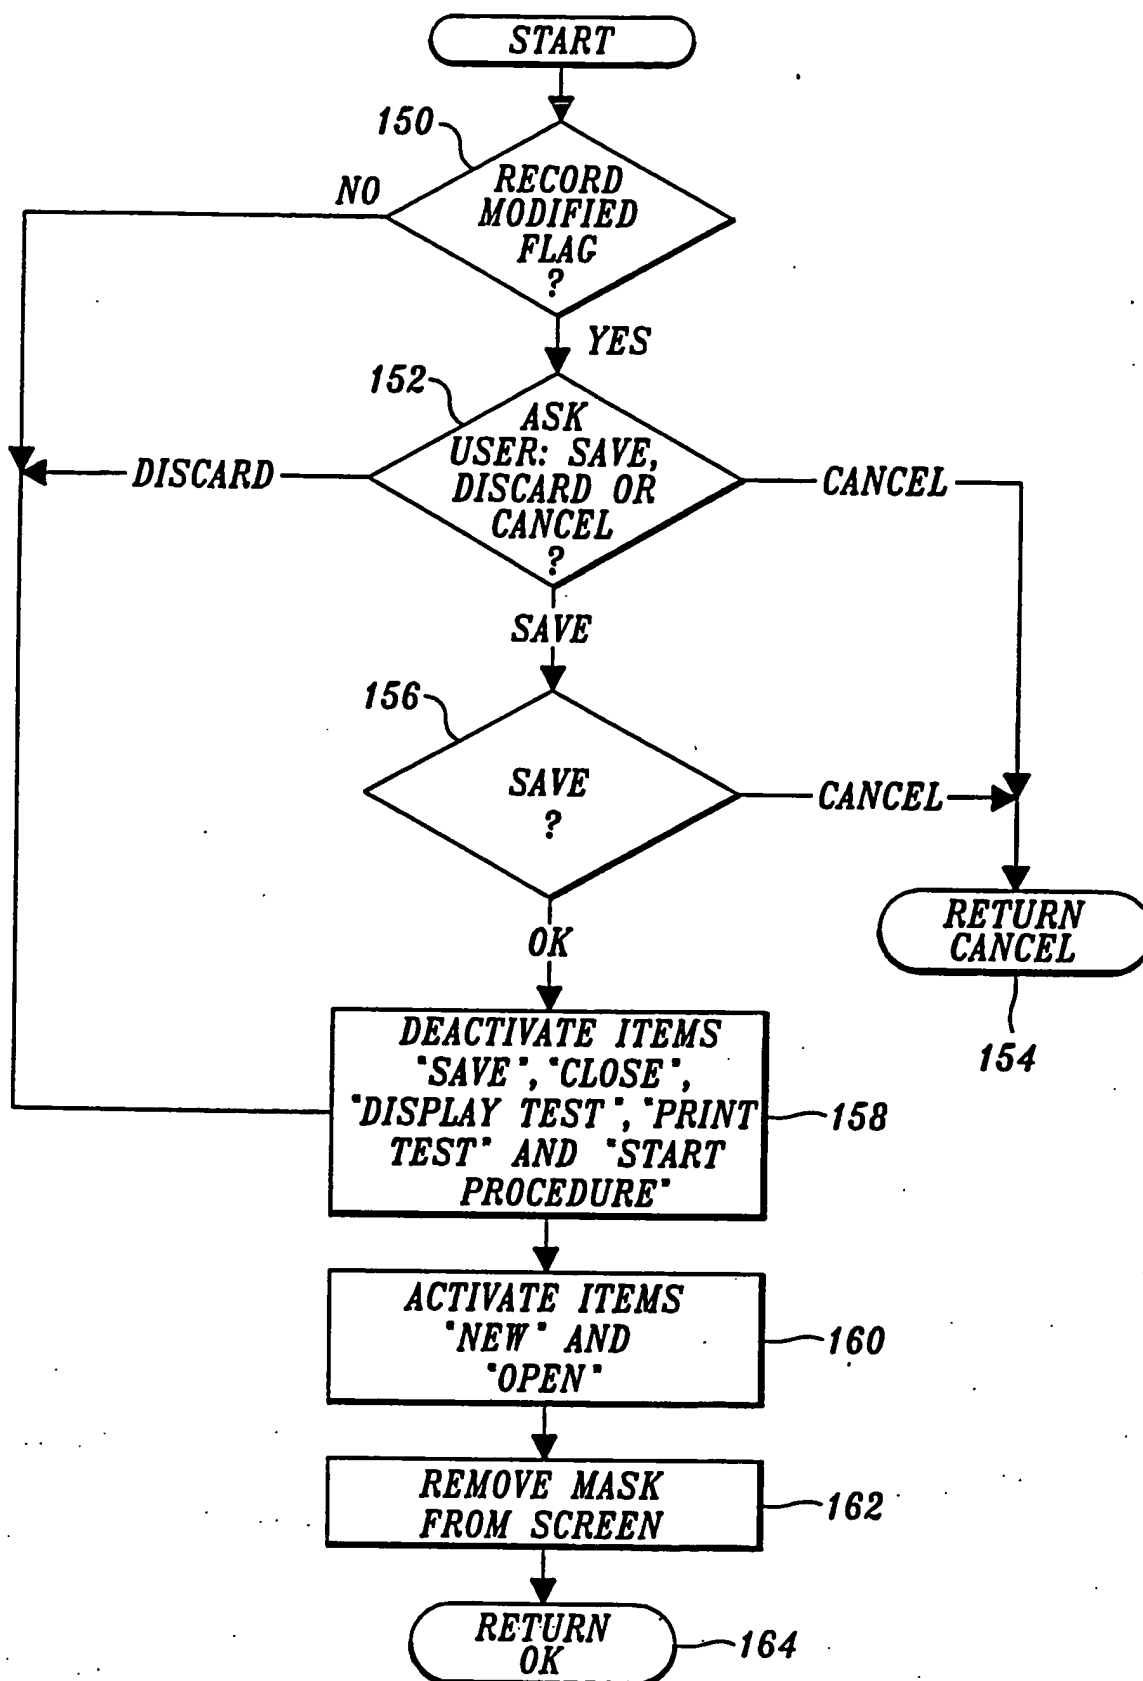 START
150
RECORD
MODIFIED
FLAG
?
NO
YES
152
ASK
USER: SAVE,
DISCARD OR
CANCEL
?
DISCARD
CANCEL
SAVE
156
SAVE
?
CANCEL
OK
RETURN
CANCEL
154
DEACTIVATE ITEMS
"SAVE", "CLOSE",
"DISPLAY TEST", "PRINT
TEST" AND "START
PROCEDURE"
158
ACTIVATE ITEMS
"NEW" AND
"OPEN"
160
REMOVE MASK
FROM SCREEN
162
RETURN
OK
164